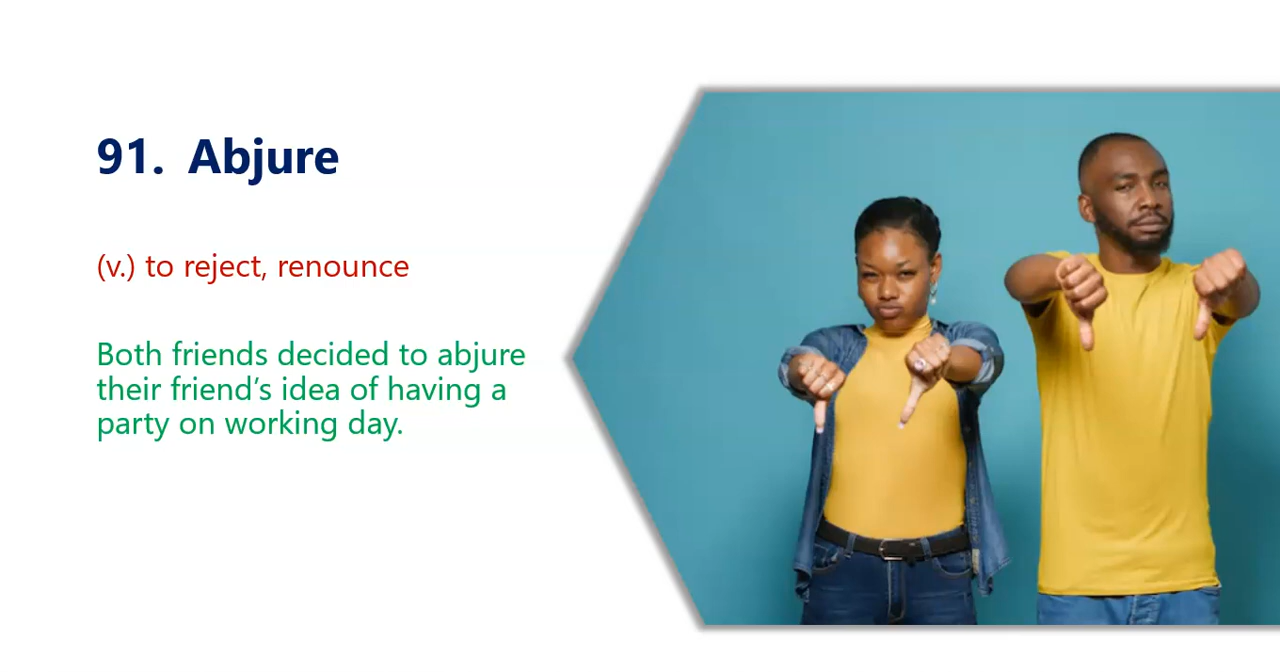 91. Abjure
(v.) to reject, renounce
Both friends decided to abjure
their friend’s idea of having a
party on working day.